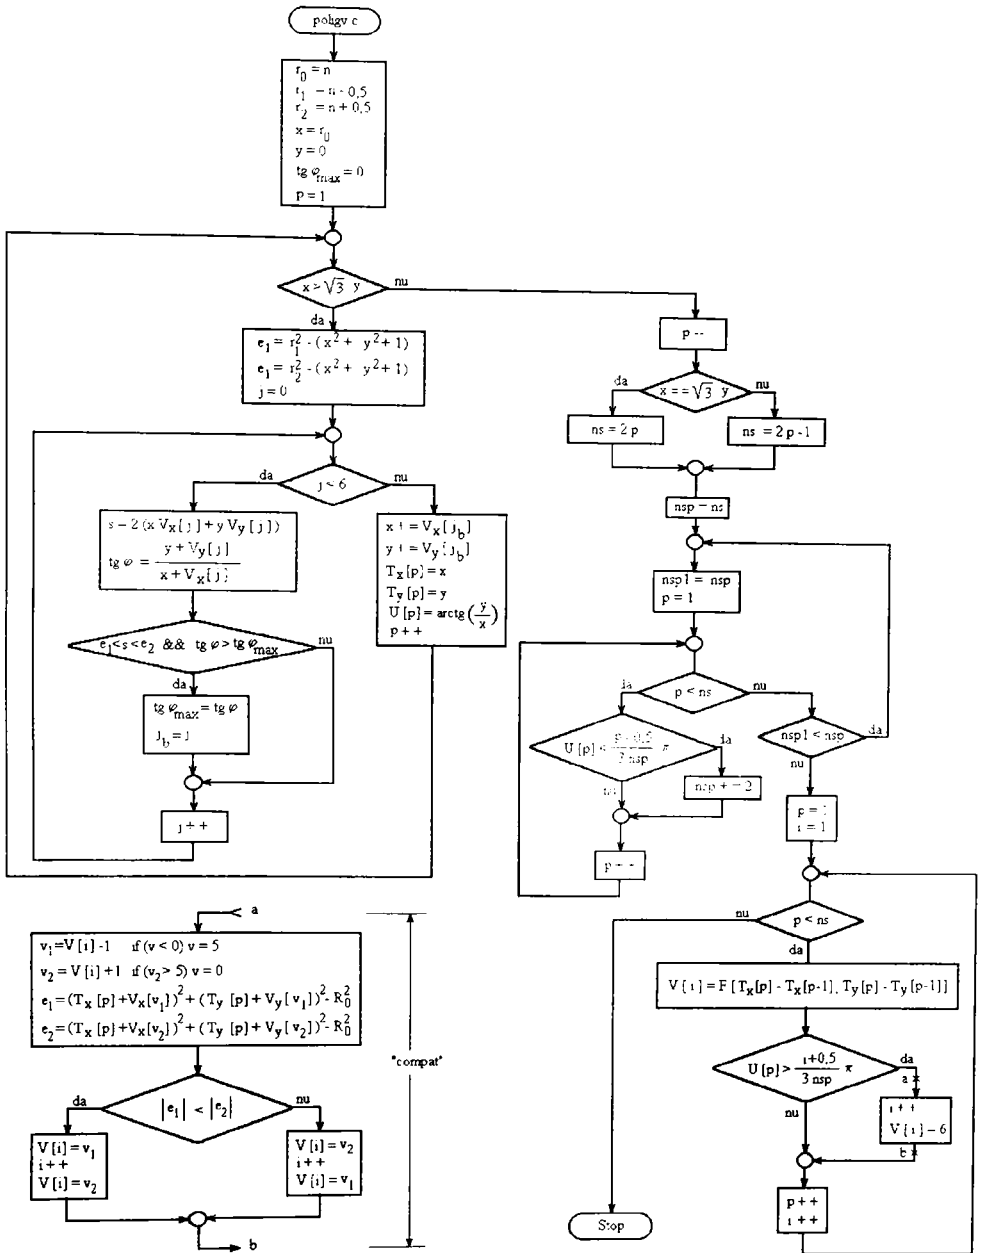 poligv c
r₀ = n
r₁ = n - 0,5
r₂ = n + 0,5
x = r₀
y = 0
tg φmax = 0
p = 1
x > √3 y
nu
da
e₁ = r₁² - (x² + y² + 1)
e₁ = r₂² - (x² + y² + 1)
j = 0
j < 6
da
nu
s = 2 (x Vx[j] + y Vy[j])
tg φ = (y + Vy[j]) / (x + Vx[j])
x += Vx[jb]
y += Vy[jb]
Tx[p] = x
Ty[p] = y
U[p] = arctg(y/x)
p++
e₁<s<e₂ && tg φ > tg φmax
nu
da
tg φmax = tg φ
jb = j
j++
p --
x == √3 y
da
nu
ns = 2 p
ns = 2 p - 1
nsp = ns
nsp1 = nsp
p = 1
p < ns
da
nu
U[p] < (p - 0,5)/(3 nsp) π
da
nu
nsp += 2
p++
nsp1 < nsp
da
nu
p =
i = 1
p < ns
nu
da
V[i] = F[Tx[p] - Tx[p-1], Ty[p] - Ty[p-1]]
U[p] > (i+0,5)/(3 nsp) π
da
a
nu
i++
V[i] = 6
b
p++
i++
Stop
a
v₁=V[i]-1 if (v < 0) v = 5
v₂ = V[i]+1 if (v₂ > 5) v = 0
e₁=(Tx[p]+Vx[v₁])² + (Ty[p]+Vy[v₁])² - R₀²
e₂=(Tx[p]+Vx[v₂])² + (Ty[p]+Vy[v₂])² - R₀²
"compat"
|e₁| < |e₂|
da
nu
V[i] = v₁
i++
V[i] = v₂
V[i] = v₂
i++
V[i] = v₁
b